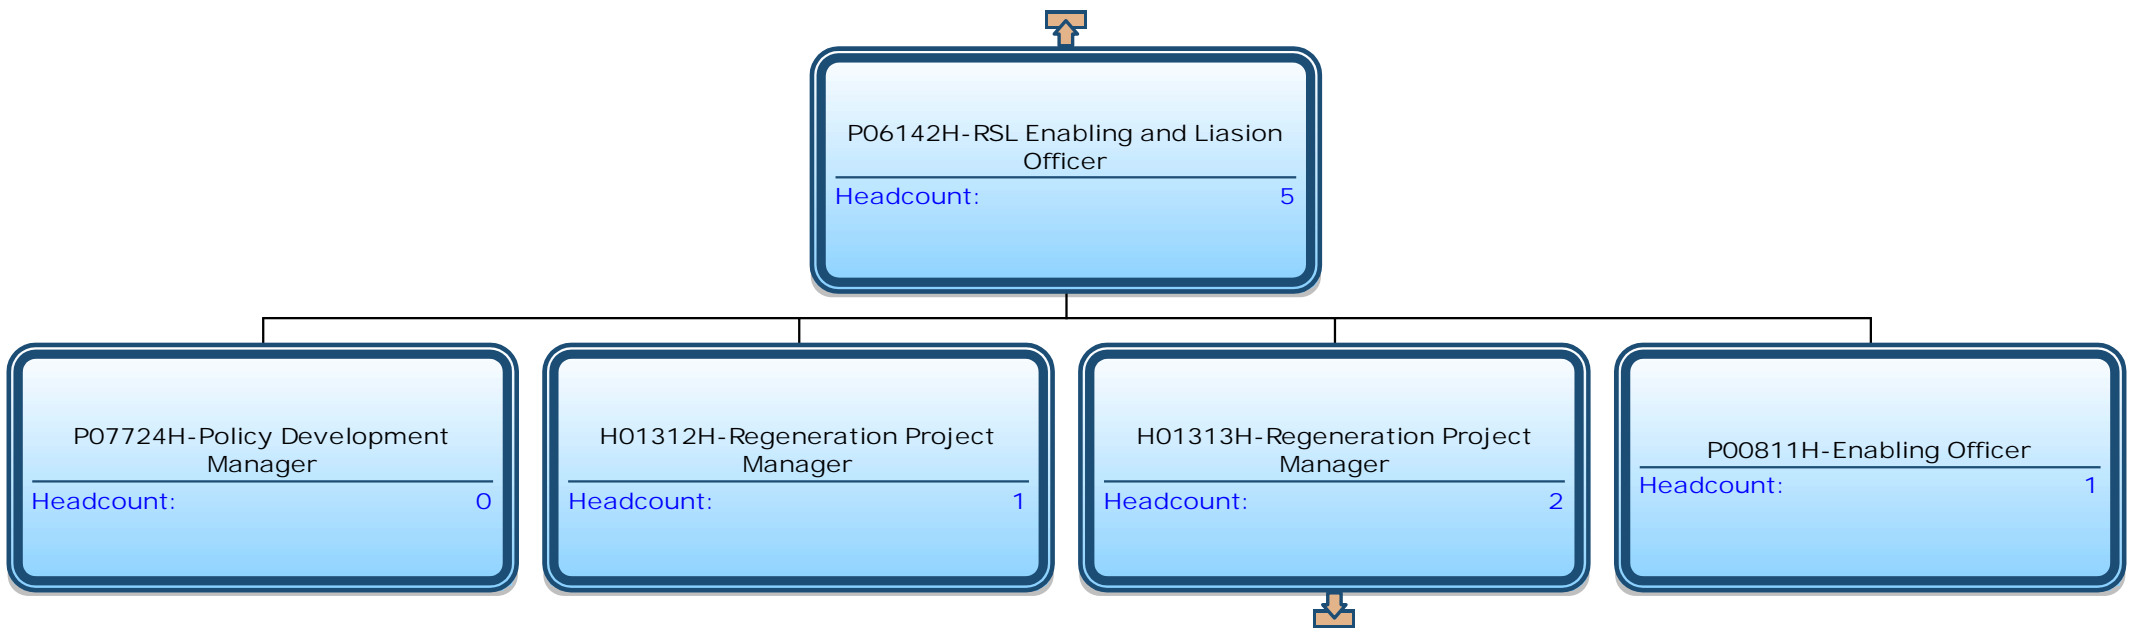 P06142H-RSL Enabling and Liasion
Officer
Headcount: 5
P07724H-Policy Development
Manager
Headcount: 0
H01312H-Regeneration Project
Manager
Headcount: 1
H01313H-Regeneration Project
Manager
Headcount: 2
P00811H-Enabling Officer
Headcount: 1